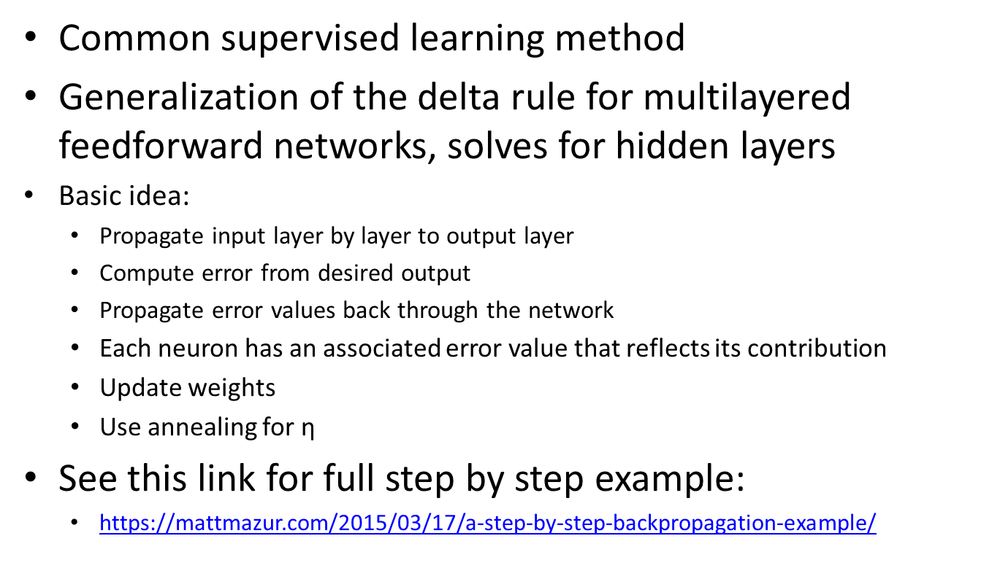 • Common supervised learning method
• Generalization of the delta rule for multilayered
feedforward networks, solves for hidden layers
• Basic idea:
• Propagate input layer by layer to output layer
• Compute error from desired output
• Propagate error values back through the network
• Each neuron has an associated error value that reflects its contribution
• Update weights
• Use annealing for η
• See this link for full step by step example:
• https://mattmazur.com/2015/03/17/a-step-by-step-backpropagation-example/